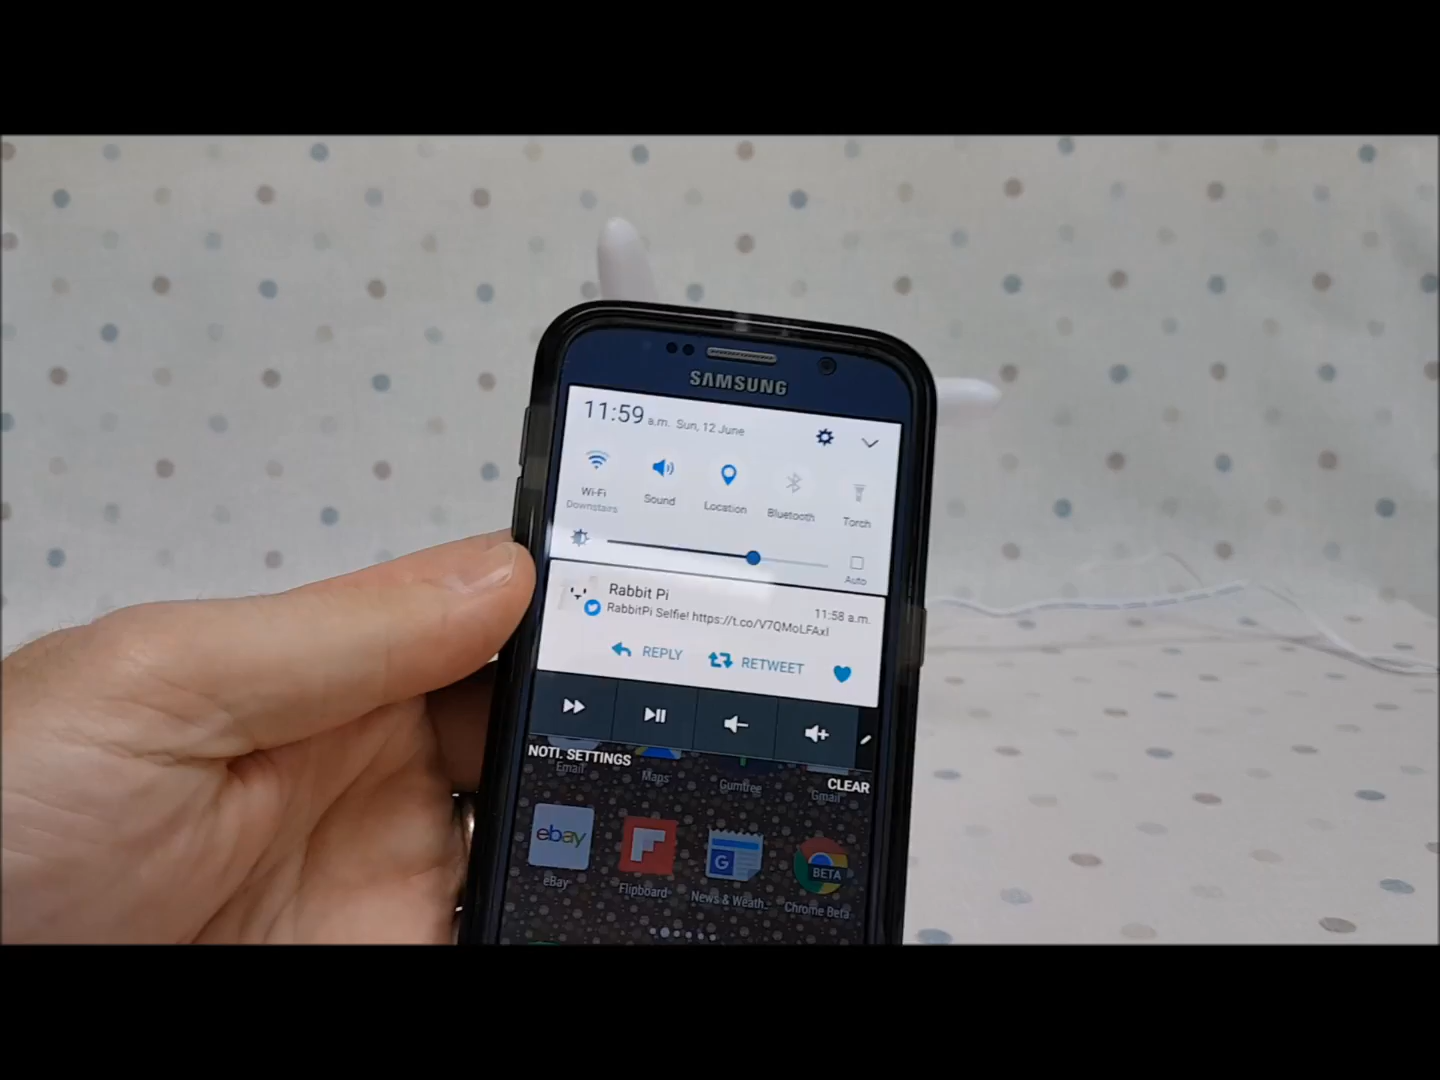 SAMSUNG
11:59 a.m. Sun, 12 June
Wi-Fi
Downstairs
Sound
Location
Bluetooth
Torch
Auto
Rabbit Pi
11:58 a.m.
RabbitPi Selfie! https://t.co/V7QMoLFAxI
REPLY
RETWEET
NOTI. SETTINGS
CLEAR
Email
Maps
Gumtree
Gmail
ebay
G
BETA
eBay
Flipboard
News & Weath..
Chrome Beta